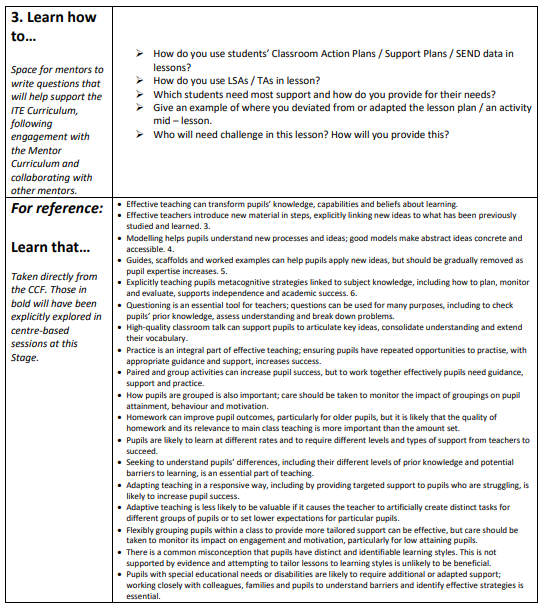 3. Learn how
to…
Space for mentors to
write questions that
will help support the
ITE Curriculum,
following
engagement with
the Mentor
Curriculum and
collaborating with
other mentors.
➢ How do you use students' Classroom Action Plans / Support Plans / SEND data in
lessons?
➢ How do you use LSAs / TAs in lesson?
➢ Which students need most support and how do you provide for their needs?
➢ Give an example of where you deviated from or adapted the lesson plan / an activity
mid – lesson.
➢ Who will need challenge in this lesson? How will you provide this?
For reference:
Learn that…
Taken directly from
the CCF. Those in
bold will have been
explicitly explored in
centre-based
sessions at this
Stage.
• Effective teaching can transform pupils' knowledge, capabilities and beliefs about learning.
• Effective teachers introduce new material in steps, explicitly linking new ideas to what has been previously
studied and learned. 3.
• Modelling helps pupils understand new processes and ideas; good models make abstract ideas concrete and
accessible. 4.
• Guides, scaffolds and worked examples can help pupils apply new ideas, but should be gradually removed as
pupil expertise increases. 5.
• Explicitly teaching pupils metacognitive strategies linked to subject knowledge, including how to plan, monitor
and evaluate, supports independence and academic success. 6.
• Questioning is an essential tool for teachers; questions can be used for many purposes, including to check
pupils' prior knowledge, assess understanding and break down problems.
• High-quality classroom talk can support pupils to articulate key ideas, consolidate understanding and extend
their vocabulary.
• Practice is an integral part of effective teaching; ensuring pupils have repeated opportunities to practise, with
appropriate guidance and support, increases success.
• Paired and group activities can increase pupil success, but to work together effectively pupils need guidance,
support and practice.
• How pupils are grouped is also important; care should be taken to monitor the impact of groupings on pupil
attainment, behaviour and motivation.
• Homework can improve pupil outcomes, particularly for older pupils, but it is likely that the quality of
homework and its relevance to main class teaching is more important than the amount set.
• Pupils are likely to learn at different rates and to require different levels and types of support from teachers to
succeed.
• Seeking to understand pupils' differences, including their different levels of prior knowledge and potential
barriers to learning, is an essential part of teaching.
• Adapting teaching in a responsive way, including by providing targeted support to pupils who are struggling, is
likely to increase pupil success.
• Adaptive teaching is less likely to be valuable if it causes the teacher to artificially create distinct tasks for
different groups of pupils or to set lower expectations for particular pupils.
• Flexibly grouping pupils within a class to provide more tailored support can be effective, but care should be
taken to monitor its impact on engagement and motivation, particularly for low attaining pupils.
• There is a common misconception that pupils have distinct and identifiable learning styles. This is not
supported by evidence and attempting to tailor lessons to learning styles is unlikely to be beneficial.
• Pupils with special educational needs or disabilities are likely to require additional or adapted support;
working closely with colleagues, families and pupils to understand barriers and identify effective strategies is
essential.